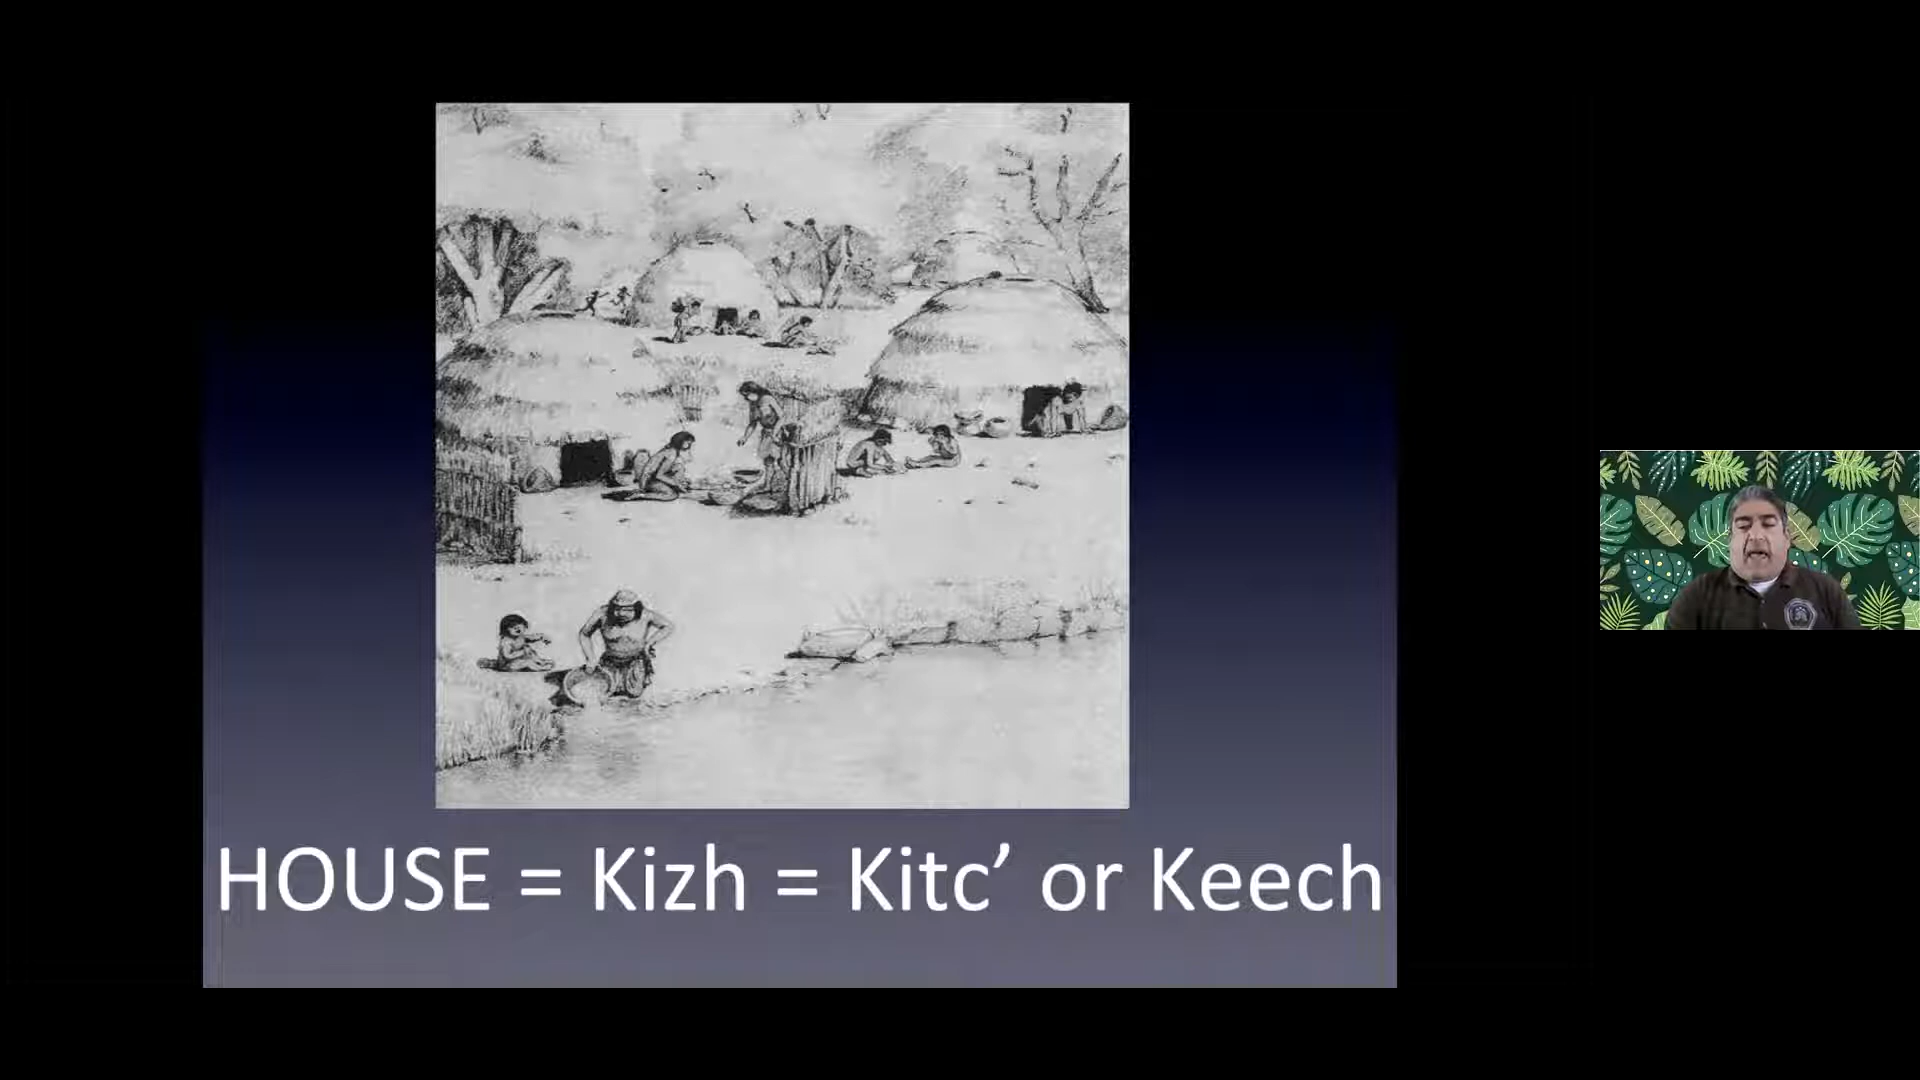 HOUSE = Kizh = Kitc’ or Keech